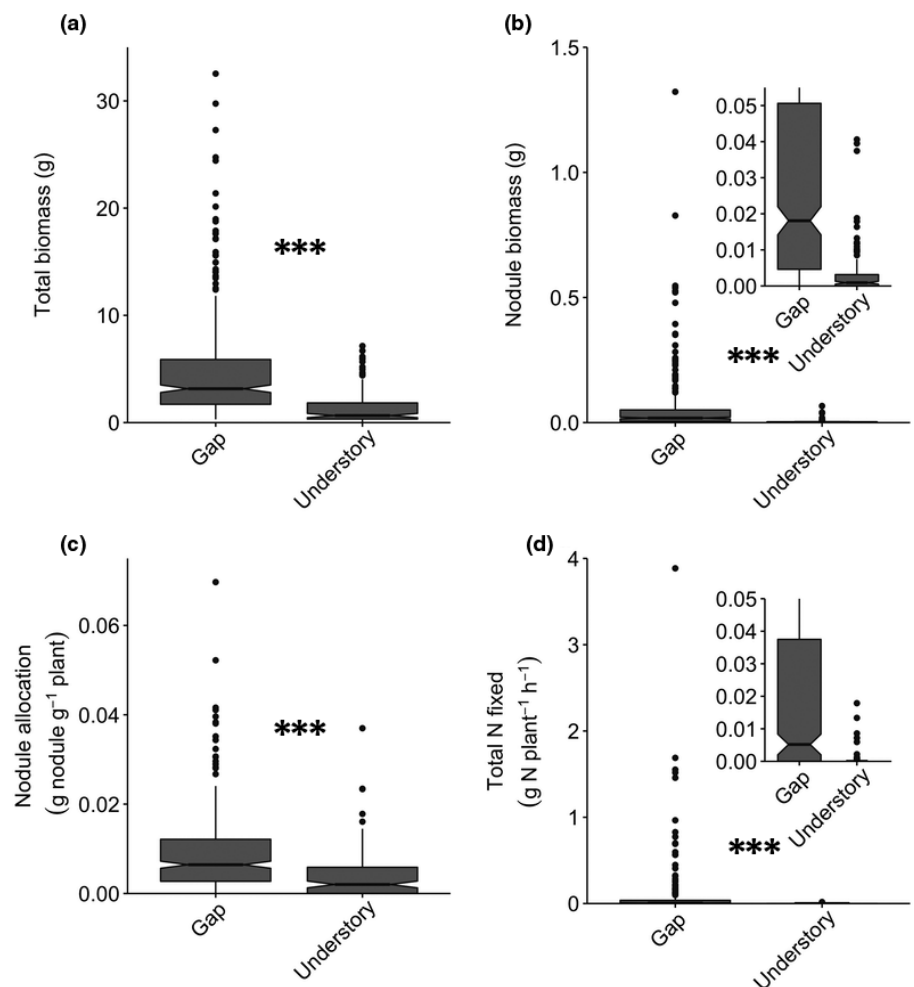 (a)
Total biomass (g)
30
20
10
0
***
Gap
Understory
(b)
Nodule biomass (g)
1.5
1.0
0.5
0.0
***
Gap
Understory
0.05
0.04
0.03
0.02
0.01
0.00
Gap
Understory
(c)
Nodule allocation
(g nodule g⁻¹ plant)
0.06
0.04
0.02
0.00
***
Gap
Understory
(d)
Total N fixed
(g N plant⁻¹ h⁻¹)
4
3
2
1
0
***
Gap
Understory
0.05
0.04
0.03
0.02
0.01
0.00
Gap
Understory